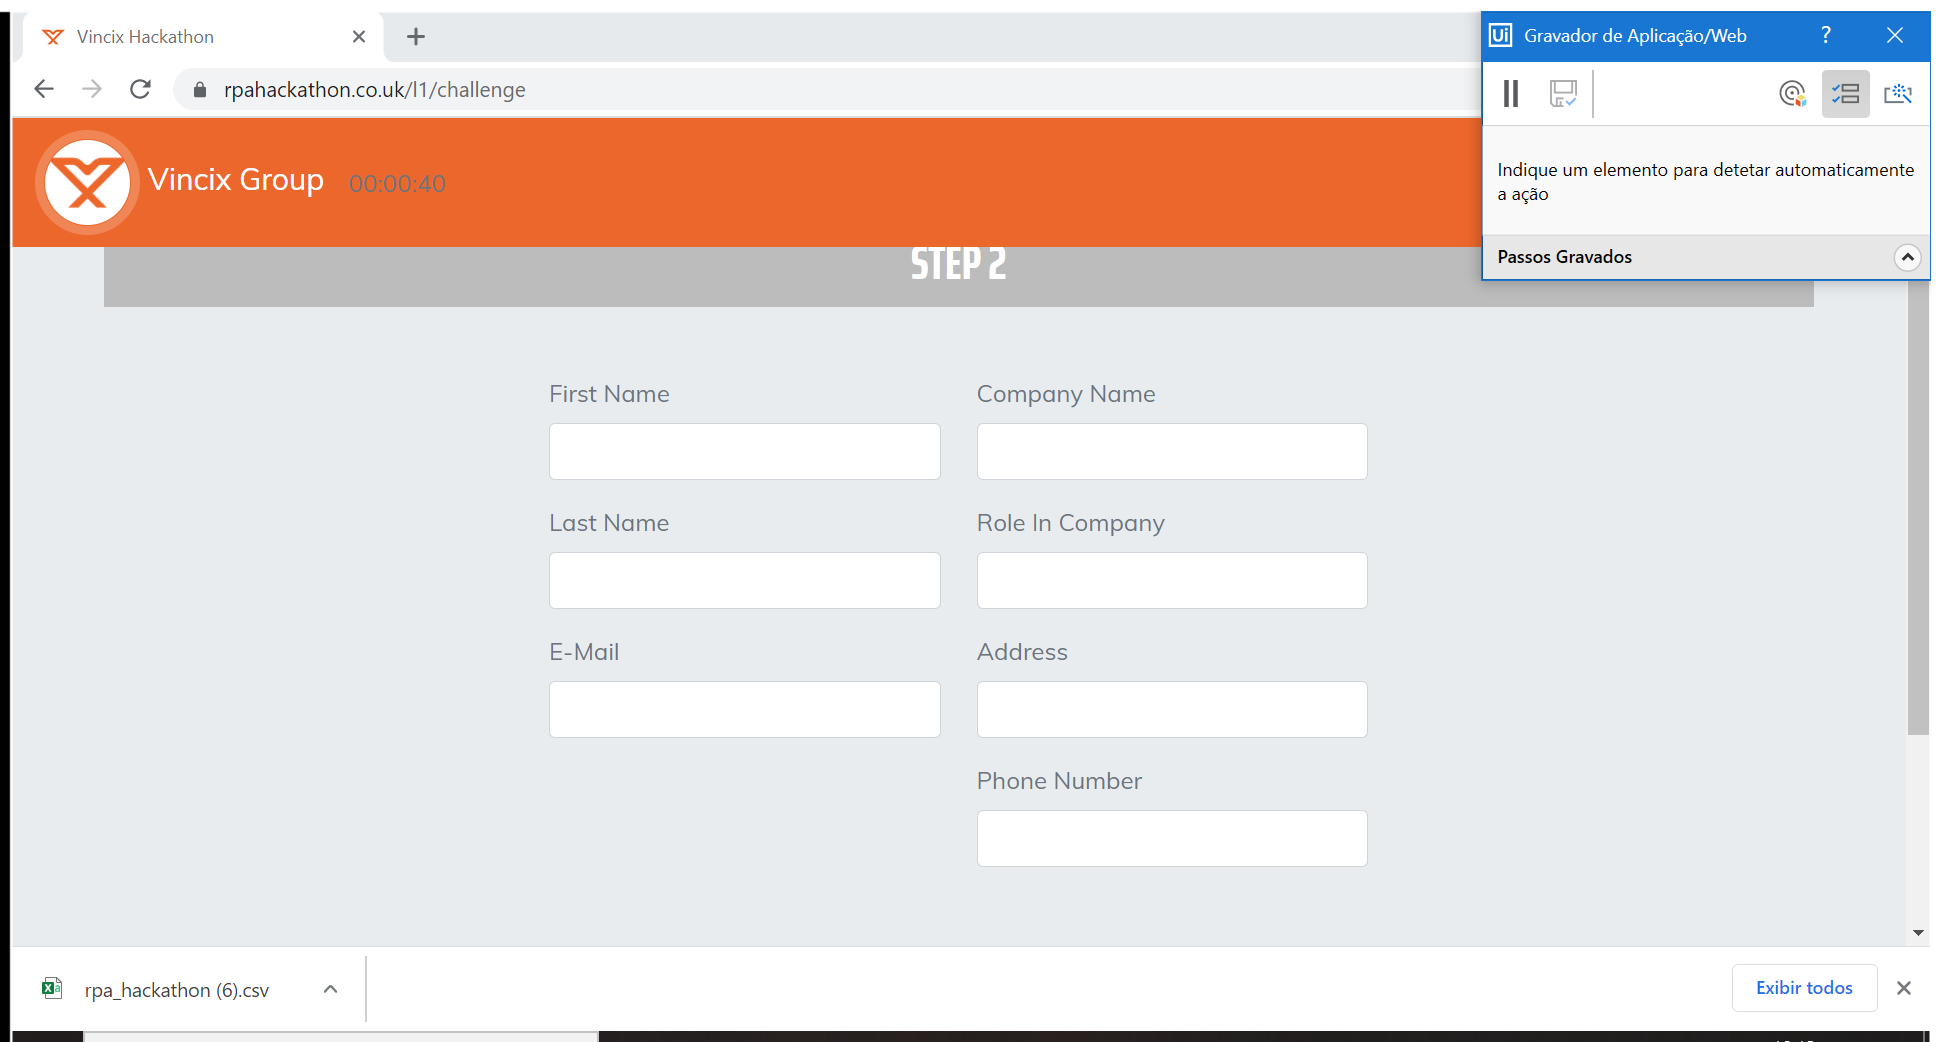 Vincix Hackathon
Ui Gravador de Aplicação/Web ?
rpahackathon.co.uk/l1/challenge
Indique um elemento para detetar automaticamente
a ação
Passos Gravados
Vincix Group 00:00:40
STEP 2
First Name
Company Name
Last Name
Role In Company
E-Mail
Address
Phone Number
rpa_hackathon (6).csv
Exibir todos